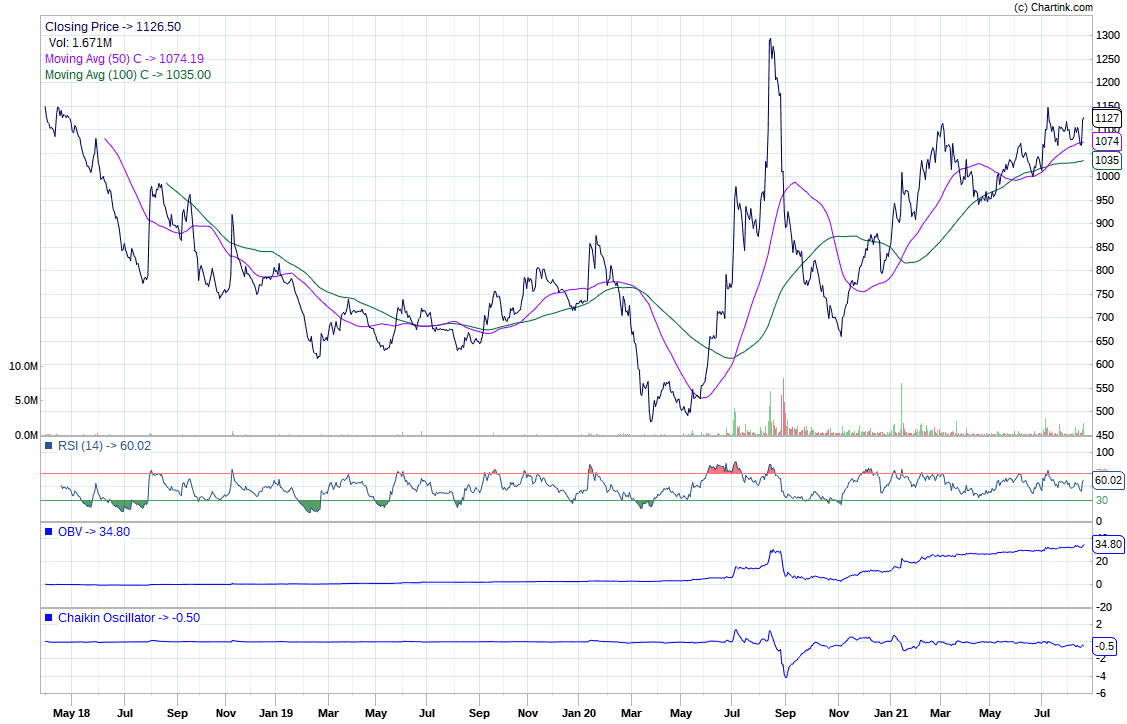 (c) Chartink.com
Closing Price -> 1126.50
Vol: 1.671M
Moving Avg (50) C -> 1074.19
Moving Avg (100) C -> 1035.00
1300
1250
1200
1150
1127
1100
1074
1035
1000
950
900
850
800
750
700
650
600
550
500
450
10.0M
5.0M
0.0M
RSI (14) -> 60.02
100
70
60.02
30
0
OBV -> 34.80
34.80
20
0
-20
Chaikin Oscillator -> -0.50
2
-0.5
-2
-4
-6
May 18 Jul Sep Nov Jan 19 Mar May Jul Sep Nov Jan 20 Mar May Jul Sep Nov Jan 21 Mar May Jul